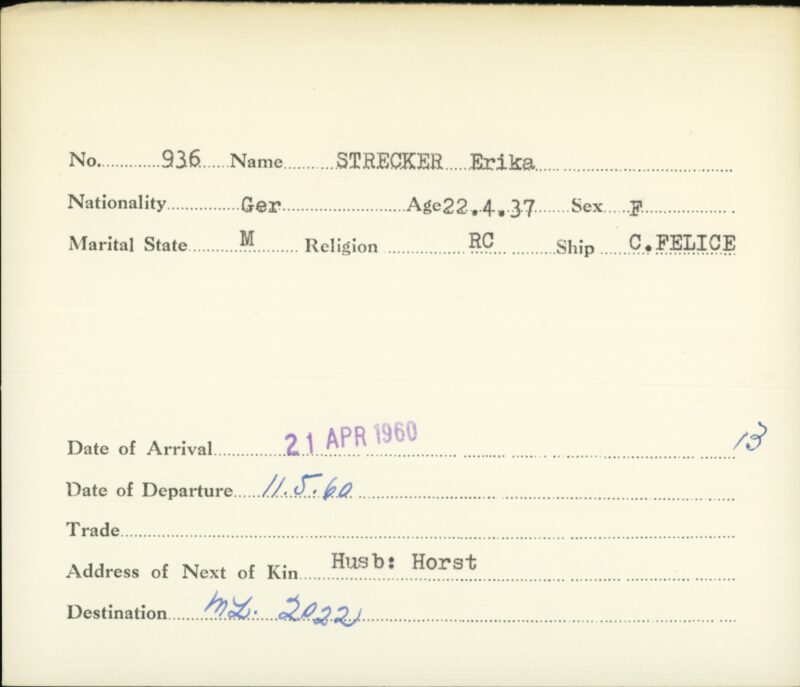 No. 936 Name STRECKER Erika
Nationality Ger Age 22.4.37 Sex F
Marital State M Religion RC Ship C.FELICE
Date of Arrival 21 APR 1960 13
Date of Departure 11.5.60
Trade
Address of Next of Kin Husb: Horst
Destination ML. 2022